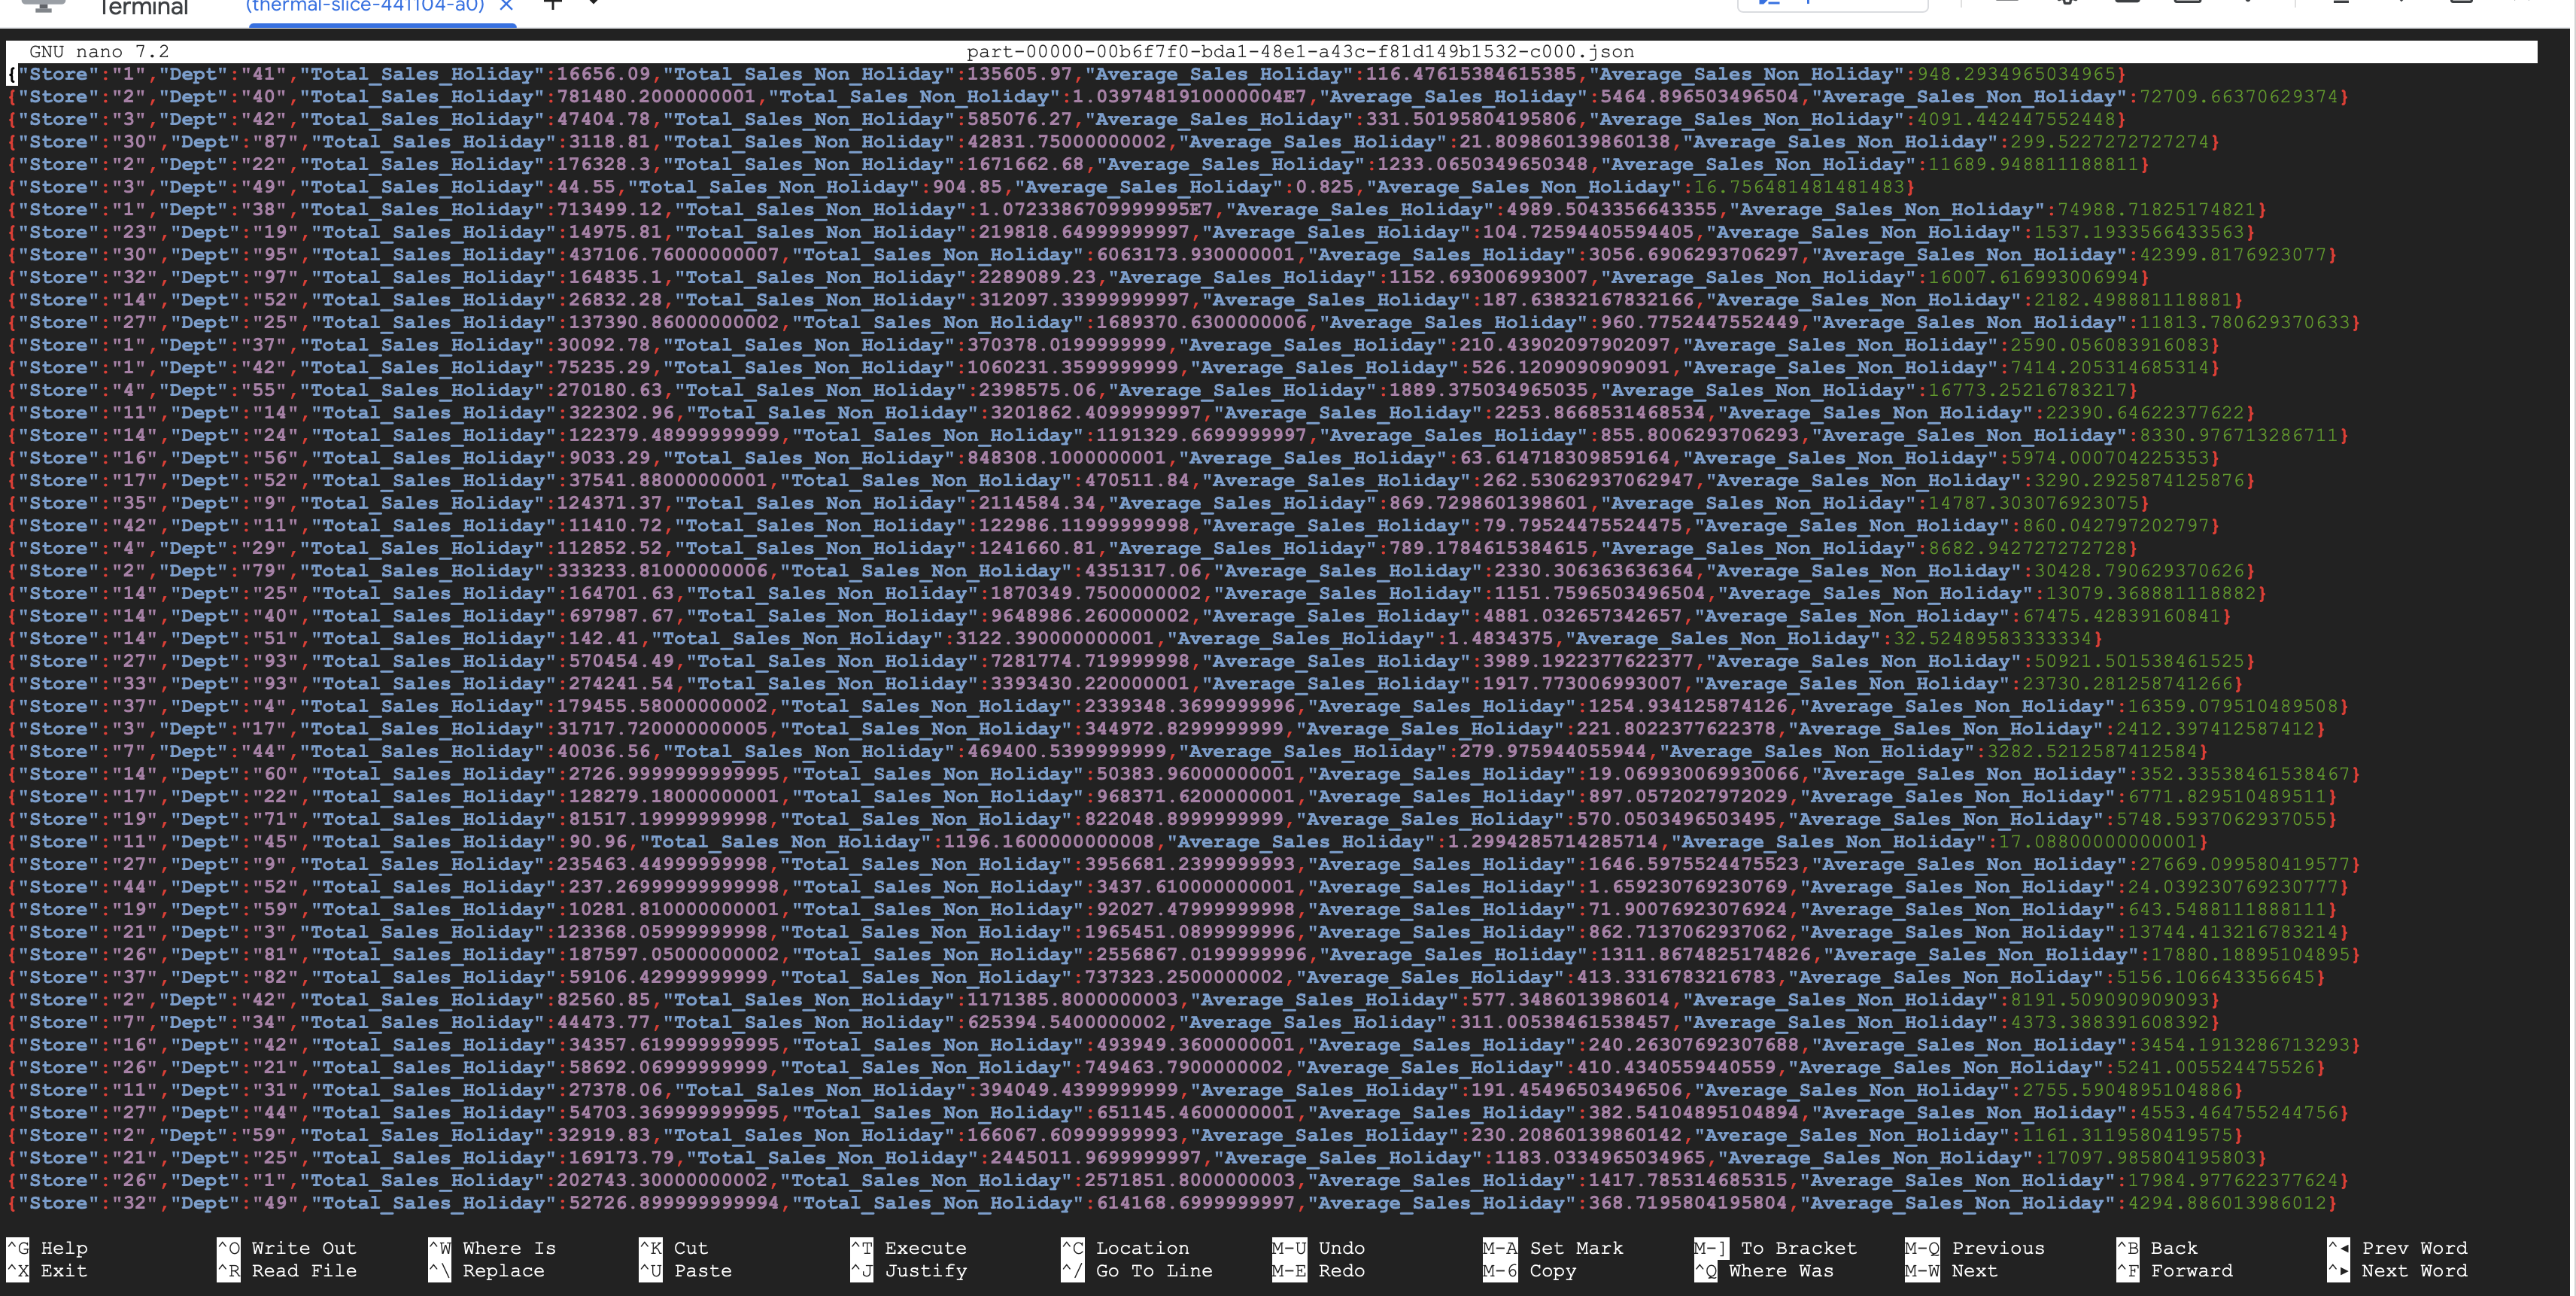 Terminal
(thermal-slice-441104-a0) × +
GNU nano 7.2 part-00000-00b6f7f0-bda1-48e1-a43c-f81d149b1532-c000.json
{"Store":"1","Dept":"41","Total_Sales_Holiday":16656.09,"Total_Sales_Non_Holiday":135605.97,"Average_Sales_Holiday":116.47615384615385,"Average_Sales_Non_Holiday":948.2934965034965}
{"Store":"2","Dept":"40","Total_Sales_Holiday":781480.2000000001,"Total_Sales_Non_Holiday":1.0397481910000004E7,"Average_Sales_Holiday":5464.896503496504,"Average_Sales_Non_Holiday":72709.66370629374}
{"Store":"3","Dept":"42","Total_Sales_Holiday":47404.78,"Total_Sales_Non_Holiday":585076.27,"Average_Sales_Holiday":331.50195804195806,"Average_Sales_Non_Holiday":4091.442447552448}
{"Store":"30","Dept":"87","Total_Sales_Holiday":3118.81,"Total_Sales_Non_Holiday":42831.75000000002,"Average_Sales_Holiday":21.809860139860138,"Average_Sales_Non_Holiday":299.5227272727274}
{"Store":"2","Dept":"22","Total_Sales_Holiday":176328.3,"Total_Sales_Non_Holiday":1671662.68,"Average_Sales_Holiday":1233.0650349650348,"Average_Sales_Non_Holiday":11689.948811188811}
{"Store":"3","Dept":"49","Total_Sales_Holiday":44.55,"Total_Sales_Non_Holiday":904.85,"Average_Sales_Holiday":0.825,"Average_Sales_Non_Holiday":16.756481481481483}
{"Store":"1","Dept":"38","Total_Sales_Holiday":713499.12,"Total_Sales_Non_Holiday":1.0723386709999995E7,"Average_Sales_Holiday":4989.5043356643355,"Average_Sales_Non_Holiday":74988.71825174821}
{"Store":"23","Dept":"19","Total_Sales_Holiday":14975.81,"Total_Sales_Non_Holiday":219818.64999999997,"Average_Sales_Holiday":104.72594405594405,"Average_Sales_Non_Holiday":1537.1933566433563}
{"Store":"30","Dept":"95","Total_Sales_Holiday":437106.76000000007,"Total_Sales_Non_Holiday":6063173.930000001,"Average_Sales_Holiday":3056.6906293706297,"Average_Sales_Non_Holiday":42399.8176923077}
{"Store":"32","Dept":"97","Total_Sales_Holiday":164835.1,"Total_Sales_Non_Holiday":2289089.23,"Average_Sales_Holiday":1152.693006993007,"Average_Sales_Non_Holiday":16007.616993006994}
{"Store":"14","Dept":"52","Total_Sales_Holiday":26832.28,"Total_Sales_Non_Holiday":312097.33999999997,"Average_Sales_Holiday":187.63832167832166,"Average_Sales_Non_Holiday":2182.498881118881}
{"Store":"27","Dept":"25","Total_Sales_Holiday":137390.86000000002,"Total_Sales_Non_Holiday":1689370.6300000006,"Average_Sales_Holiday":960.7752447552449,"Average_Sales_Non_Holiday":11813.780629370633}
{"Store":"1","Dept":"37","Total_Sales_Holiday":30092.78,"Total_Sales_Non_Holiday":370378.0199999999,"Average_Sales_Holiday":210.43902097902097,"Average_Sales_Non_Holiday":2590.056083916083}
{"Store":"1","Dept":"42","Total_Sales_Holiday":75235.29,"Total_Sales_Non_Holiday":1060231.3599999999,"Average_Sales_Holiday":526.1209090909091,"Average_Sales_Non_Holiday":7414.205314685314}
{"Store":"4","Dept":"55","Total_Sales_Holiday":270180.63,"Total_Sales_Non_Holiday":2398575.06,"Average_Sales_Holiday":1889.375034965035,"Average_Sales_Non_Holiday":16773.25216783217}
{"Store":"11","Dept":"14","Total_Sales_Holiday":322302.96,"Total_Sales_Non_Holiday":3201862.4099999997,"Average_Sales_Holiday":2253.8668531468534,"Average_Sales_Non_Holiday":22390.64622377622}
{"Store":"14","Dept":"24","Total_Sales_Holiday":122379.48999999999,"Total_Sales_Non_Holiday":1191329.6699999997,"Average_Sales_Holiday":855.8006293706293,"Average_Sales_Non_Holiday":8330.976713286711}
{"Store":"16","Dept":"56","Total_Sales_Holiday":9033.29,"Total_Sales_Non_Holiday":848308.1000000001,"Average_Sales_Holiday":63.614718309859164,"Average_Sales_Non_Holiday":5974.000704225353}
{"Store":"17","Dept":"52","Total_Sales_Holiday":37541.88000000001,"Total_Sales_Non_Holiday":470511.84,"Average_Sales_Holiday":262.53062937062947,"Average_Sales_Non_Holiday":3290.2925874125876}
{"Store":"35","Dept":"9","Total_Sales_Holiday":124371.37,"Total_Sales_Non_Holiday":2114584.34,"Average_Sales_Holiday":869.7298601398601,"Average_Sales_Non_Holiday":14787.303076923075}
{"Store":"42","Dept":"11","Total_Sales_Holiday":11410.72,"Total_Sales_Non_Holiday":122986.11999999998,"Average_Sales_Holiday":79.79524475524475,"Average_Sales_Non_Holiday":860.042797202797}
{"Store":"4","Dept":"29","Total_Sales_Holiday":112852.52,"Total_Sales_Non_Holiday":1241660.81,"Average_Sales_Holiday":789.1784615384615,"Average_Sales_Non_Holiday":8682.942727272728}
{"Store":"2","Dept":"79","Total_Sales_Holiday":333233.81000000006,"Total_Sales_Non_Holiday":4351317.06,"Average_Sales_Holiday":2330.306363636364,"Average_Sales_Non_Holiday":30428.790629370626}
{"Store":"14","Dept":"25","Total_Sales_Holiday":164701.63,"Total_Sales_Non_Holiday":1870349.7500000002,"Average_Sales_Holiday":1151.7596503496504,"Average_Sales_Non_Holiday":13079.368881118882}
{"Store":"14","Dept":"40","Total_Sales_Holiday":697987.67,"Total_Sales_Non_Holiday":9648986.260000002,"Average_Sales_Holiday":4881.032657342657,"Average_Sales_Non_Holiday":67475.42839160841}
{"Store":"14","Dept":"51","Total_Sales_Holiday":142.41,"Total_Sales_Non_Holiday":3122.390000000001,"Average_Sales_Holiday":1.4834375,"Average_Sales_Non_Holiday":32.52489583333334}
{"Store":"27","Dept":"93","Total_Sales_Holiday":570454.49,"Total_Sales_Non_Holiday":7281774.719999998,"Average_Sales_Holiday":3989.1922377622377,"Average_Sales_Non_Holiday":50921.501538461525}
{"Store":"33","Dept":"93","Total_Sales_Holiday":274241.54,"Total_Sales_Non_Holiday":3393430.220000001,"Average_Sales_Holiday":1917.773006993007,"Average_Sales_Non_Holiday":23730.281258741266}
{"Store":"37","Dept":"4","Total_Sales_Holiday":179455.58000000002,"Total_Sales_Non_Holiday":2339348.3699999996,"Average_Sales_Holiday":1254.934125874126,"Average_Sales_Non_Holiday":16359.079510489508}
{"Store":"3","Dept":"17","Total_Sales_Holiday":31717.720000000005,"Total_Sales_Non_Holiday":344972.8299999999,"Average_Sales_Holiday":221.8022377622378,"Average_Sales_Non_Holiday":2412.397412587412}
{"Store":"7","Dept":"44","Total_Sales_Holiday":40036.56,"Total_Sales_Non_Holiday":469400.5399999999,"Average_Sales_Holiday":279.975944055944,"Average_Sales_Non_Holiday":3282.5212587412584}
{"Store":"14","Dept":"60","Total_Sales_Holiday":2726.9999999999995,"Total_Sales_Non_Holiday":50383.96000000001,"Average_Sales_Holiday":19.069930069930066,"Average_Sales_Non_Holiday":352.33538461538467}
{"Store":"17","Dept":"22","Total_Sales_Holiday":128279.18000000001,"Total_Sales_Non_Holiday":968371.6200000001,"Average_Sales_Holiday":897.0572027972029,"Average_Sales_Non_Holiday":6771.829510489511}
{"Store":"19","Dept":"71","Total_Sales_Holiday":81517.19999999998,"Total_Sales_Non_Holiday":822048.8999999999,"Average_Sales_Holiday":570.0503496503495,"Average_Sales_Non_Holiday":5748.5937062937055}
{"Store":"11","Dept":"45","Total_Sales_Holiday":90.96,"Total_Sales_Non_Holiday":1196.1600000000008,"Average_Sales_Holiday":1.2994285714285714,"Average_Sales_Non_Holiday":17.08800000000001}
{"Store":"27","Dept":"9","Total_Sales_Holiday":235463.44999999998,"Total_Sales_Non_Holiday":3956681.2399999993,"Average_Sales_Holiday":1646.5975524475523,"Average_Sales_Non_Holiday":27669.099580419577}
{"Store":"44","Dept":"52","Total_Sales_Holiday":237.26999999999998,"Total_Sales_Non_Holiday":3437.610000000001,"Average_Sales_Holiday":1.659230769230769,"Average_Sales_Non_Holiday":24.039230769230777}
{"Store":"19","Dept":"59","Total_Sales_Holiday":10281.810000000001,"Total_Sales_Non_Holiday":92027.47999999998,"Average_Sales_Holiday":71.90076923076924,"Average_Sales_Non_Holiday":643.5488111888111}
{"Store":"21","Dept":"3","Total_Sales_Holiday":123368.05999999998,"Total_Sales_Non_Holiday":1965451.0899999996,"Average_Sales_Holiday":862.7137062937062,"Average_Sales_Non_Holiday":13744.413216783214}
{"Store":"26","Dept":"81","Total_Sales_Holiday":187597.05000000002,"Total_Sales_Non_Holiday":2556867.0199999996,"Average_Sales_Holiday":1311.8674825174826,"Average_Sales_Non_Holiday":17880.18895104895}
{"Store":"37","Dept":"82","Total_Sales_Holiday":59106.42999999999,"Total_Sales_Non_Holiday":737323.2500000002,"Average_Sales_Holiday":413.3316783216783,"Average_Sales_Non_Holiday":5156.106643356645}
{"Store":"2","Dept":"42","Total_Sales_Holiday":82560.85,"Total_Sales_Non_Holiday":1171385.8000000003,"Average_Sales_Holiday":577.3486013986014,"Average_Sales_Non_Holiday":8191.509090909093}
{"Store":"7","Dept":"34","Total_Sales_Holiday":44473.77,"Total_Sales_Non_Holiday":625394.5400000002,"Average_Sales_Holiday":311.00538461538457,"Average_Sales_Non_Holiday":4373.388391608392}
{"Store":"16","Dept":"42","Total_Sales_Holiday":34357.619999999995,"Total_Sales_Non_Holiday":493949.3600000001,"Average_Sales_Holiday":240.26307692307688,"Average_Sales_Non_Holiday":3454.1913286713293}
{"Store":"26","Dept":"21","Total_Sales_Holiday":58692.06999999999,"Total_Sales_Non_Holiday":749463.7900000002,"Average_Sales_Holiday":410.4340559440559,"Average_Sales_Non_Holiday":5241.005524475526}
{"Store":"11","Dept":"31","Total_Sales_Holiday":27378.06,"Total_Sales_Non_Holiday":394049.4399999999,"Average_Sales_Holiday":191.45496503496506,"Average_Sales_Non_Holiday":2755.5904895104886}
{"Store":"27","Dept":"44","Total_Sales_Holiday":54703.369999999995,"Total_Sales_Non_Holiday":651145.4600000001,"Average_Sales_Holiday":382.54104895104894,"Average_Sales_Non_Holiday":4553.464755244756}
{"Store":"2","Dept":"59","Total_Sales_Holiday":32919.83,"Total_Sales_Non_Holiday":166067.60999999993,"Average_Sales_Holiday":230.20860139860142,"Average_Sales_Non_Holiday":1161.3119580419575}
{"Store":"21","Dept":"25","Total_Sales_Holiday":169173.79,"Total_Sales_Non_Holiday":2445011.9699999997,"Average_Sales_Holiday":1183.0334965034965,"Average_Sales_Non_Holiday":17097.985804195803}
{"Store":"26","Dept":"1","Total_Sales_Holiday":202743.30000000002,"Total_Sales_Non_Holiday":2571851.8000000003,"Average_Sales_Holiday":1417.785314685315,"Average_Sales_Non_Holiday":17984.977622377624}
{"Store":"32","Dept":"49","Total_Sales_Holiday":52726.899999999994,"Total_Sales_Non_Holiday":614168.6999999997,"Average_Sales_Holiday":368.7195804195804,"Average_Sales_Non_Holiday":4294.886013986012}
^G Help ^O Write Out ^W Where Is ^K Cut ^T Execute ^C Location M-U Undo M-A Set Mark M-] To Bracket M-Q Previous ^B Back ^◂ Prev Word
^X Exit ^R Read File ^\ Replace ^U Paste ^J Justify ^/ Go To Line M-E Redo M-6 Copy ^Q Where Was M-W Next ^F Forward ^▸ Next Word